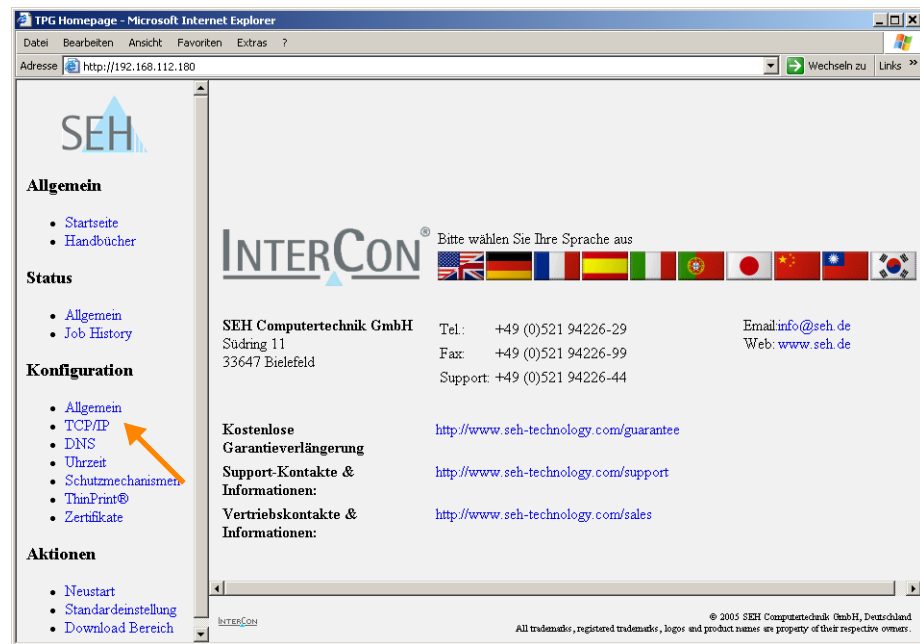 TPG Homepage - Microsoft Internet Explorer
Datei Bearbeiten Ansicht Favoriten Extras ?
Adresse http://192.168.112.180 Wechseln zu Links »
SEH
Allgemein
Startseite
Handbücher
Status
Allgemein
Job History
Konfiguration
Allgemein
TCP/IP
DNS
Uhrzeit
Schutzmechanismen
ThinPrint®
Zertifikate
Aktionen
Neustart
Standardeinstellung
Download Bereich
INTERCON®
Bitte wählen Sie Ihre Sprache aus
SEH Computertechnik GmbH
Südring 11
33647 Bielefeld
Tel.: +49 (0)521 94226-29
Fax: +49 (0)521 94226-99
Support: +49 (0)521 94226-44
Email:info@seh.de
Web: www.seh.de
Kostenlose
Garantieverlängerung
http://www.seh-technology.com/guarantee
Support-Kontakte &
Informationen:
http://www.seh-technology.com/support
Vertriebskontakte &
Informationen:
http://www.seh-technology.com/sales
INTERCON
© 2005 SEH Computertechnik GmbH, Deutschland
All trademarks, registered trademarks, logos and product names are property of their respective owners.